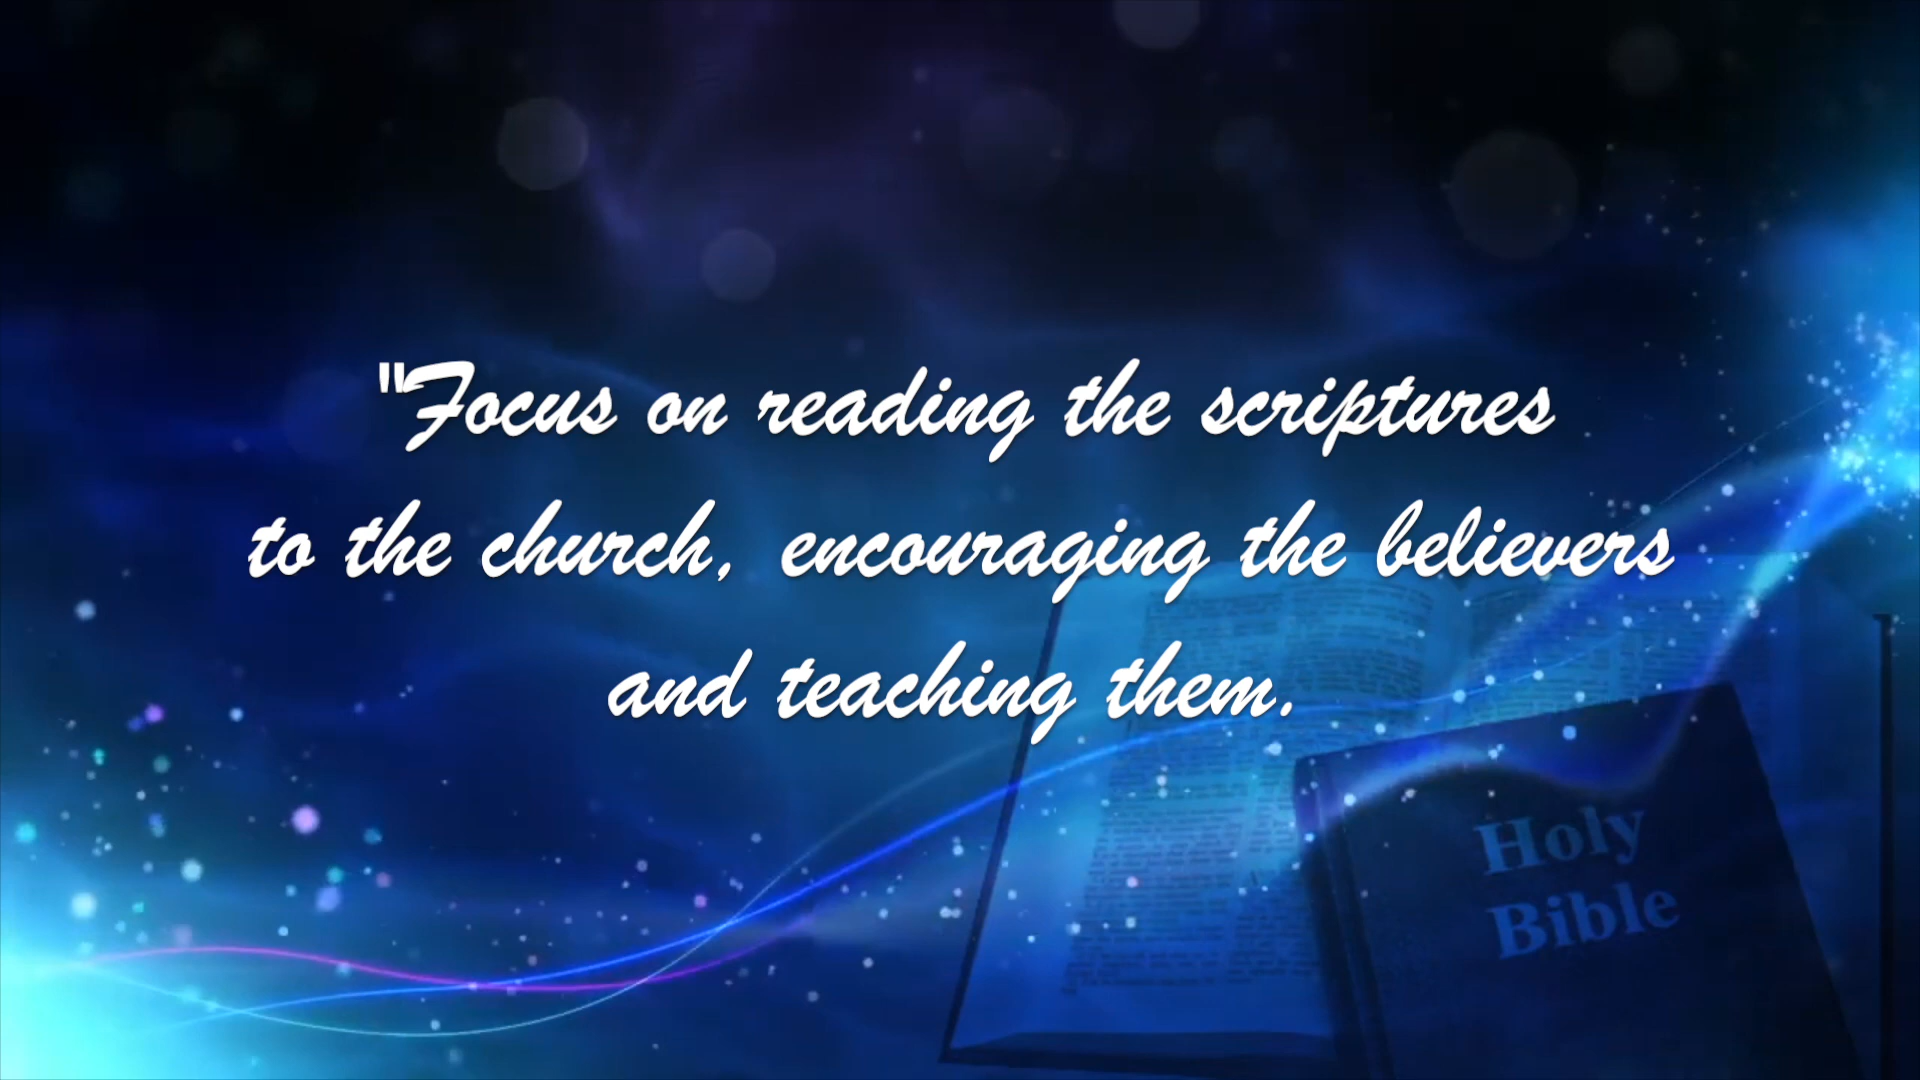 "Focus on reading the scriptures
to the church, encouraging the believers
and teaching them.
Holy
Bible